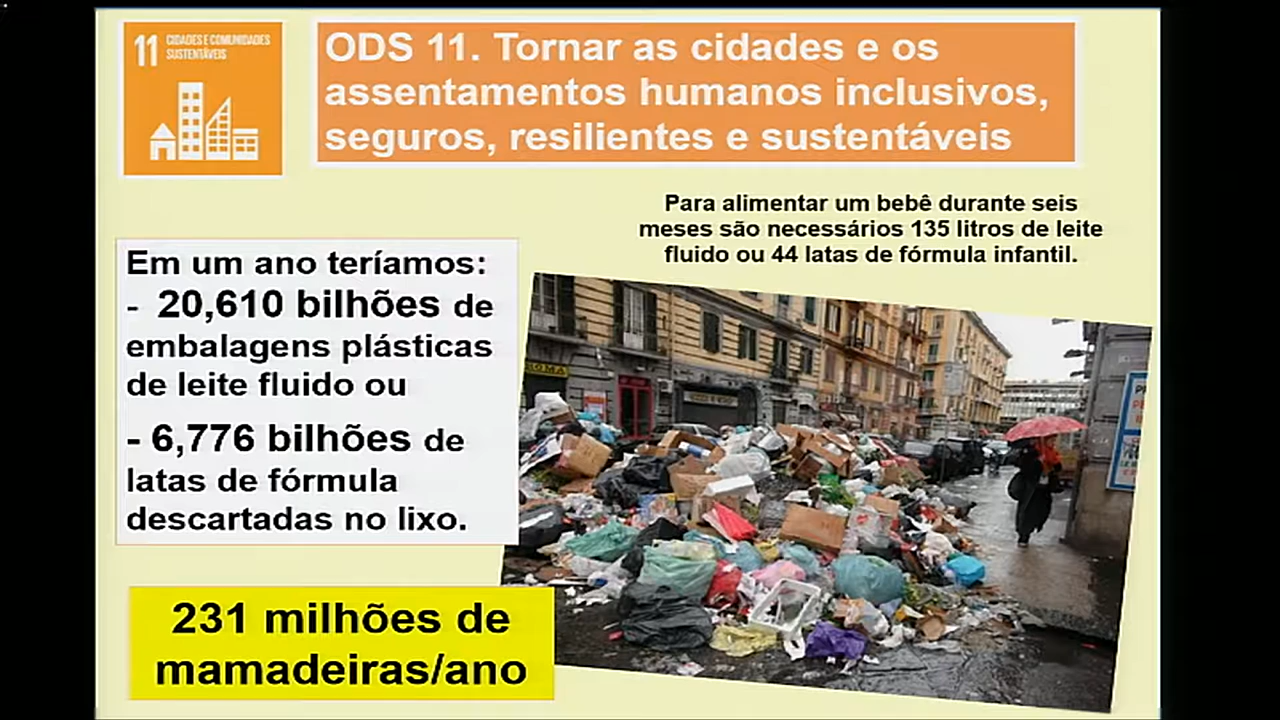 11 CIDADES E COMUNIDADES
SUSTENTÁVEIS
ODS 11. Tornar as cidades e os
assentamentos humanos inclusivos,
seguros, resilientes e sustentáveis
Para alimentar um bebê durante seis
meses são necessários 135 litros de leite
fluido ou 44 latas de fórmula infantil.
Em um ano teríamos:
- 20,610 bilhões de
embalagens plásticas
de leite fluido ou
- 6,776 bilhões de
latas de fórmula
descartadas no lixo.
231 milhões de
mamadeiras/ano